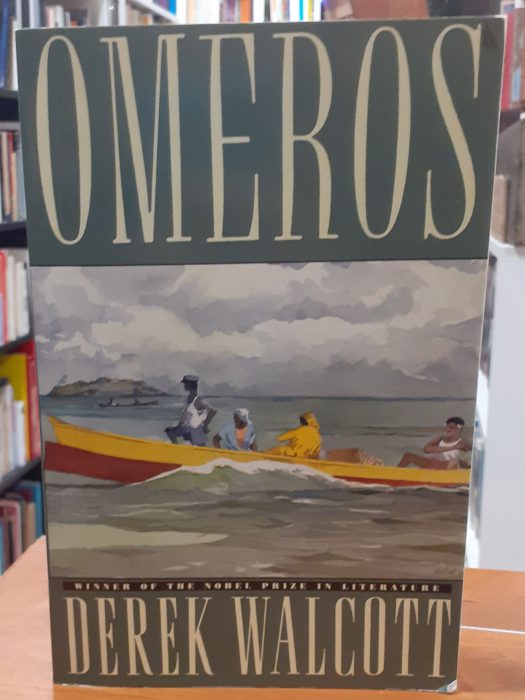 OMEROS
WINNER OF THE NOBEL PRIZE IN LITERATURE
DEREK WALCOTT